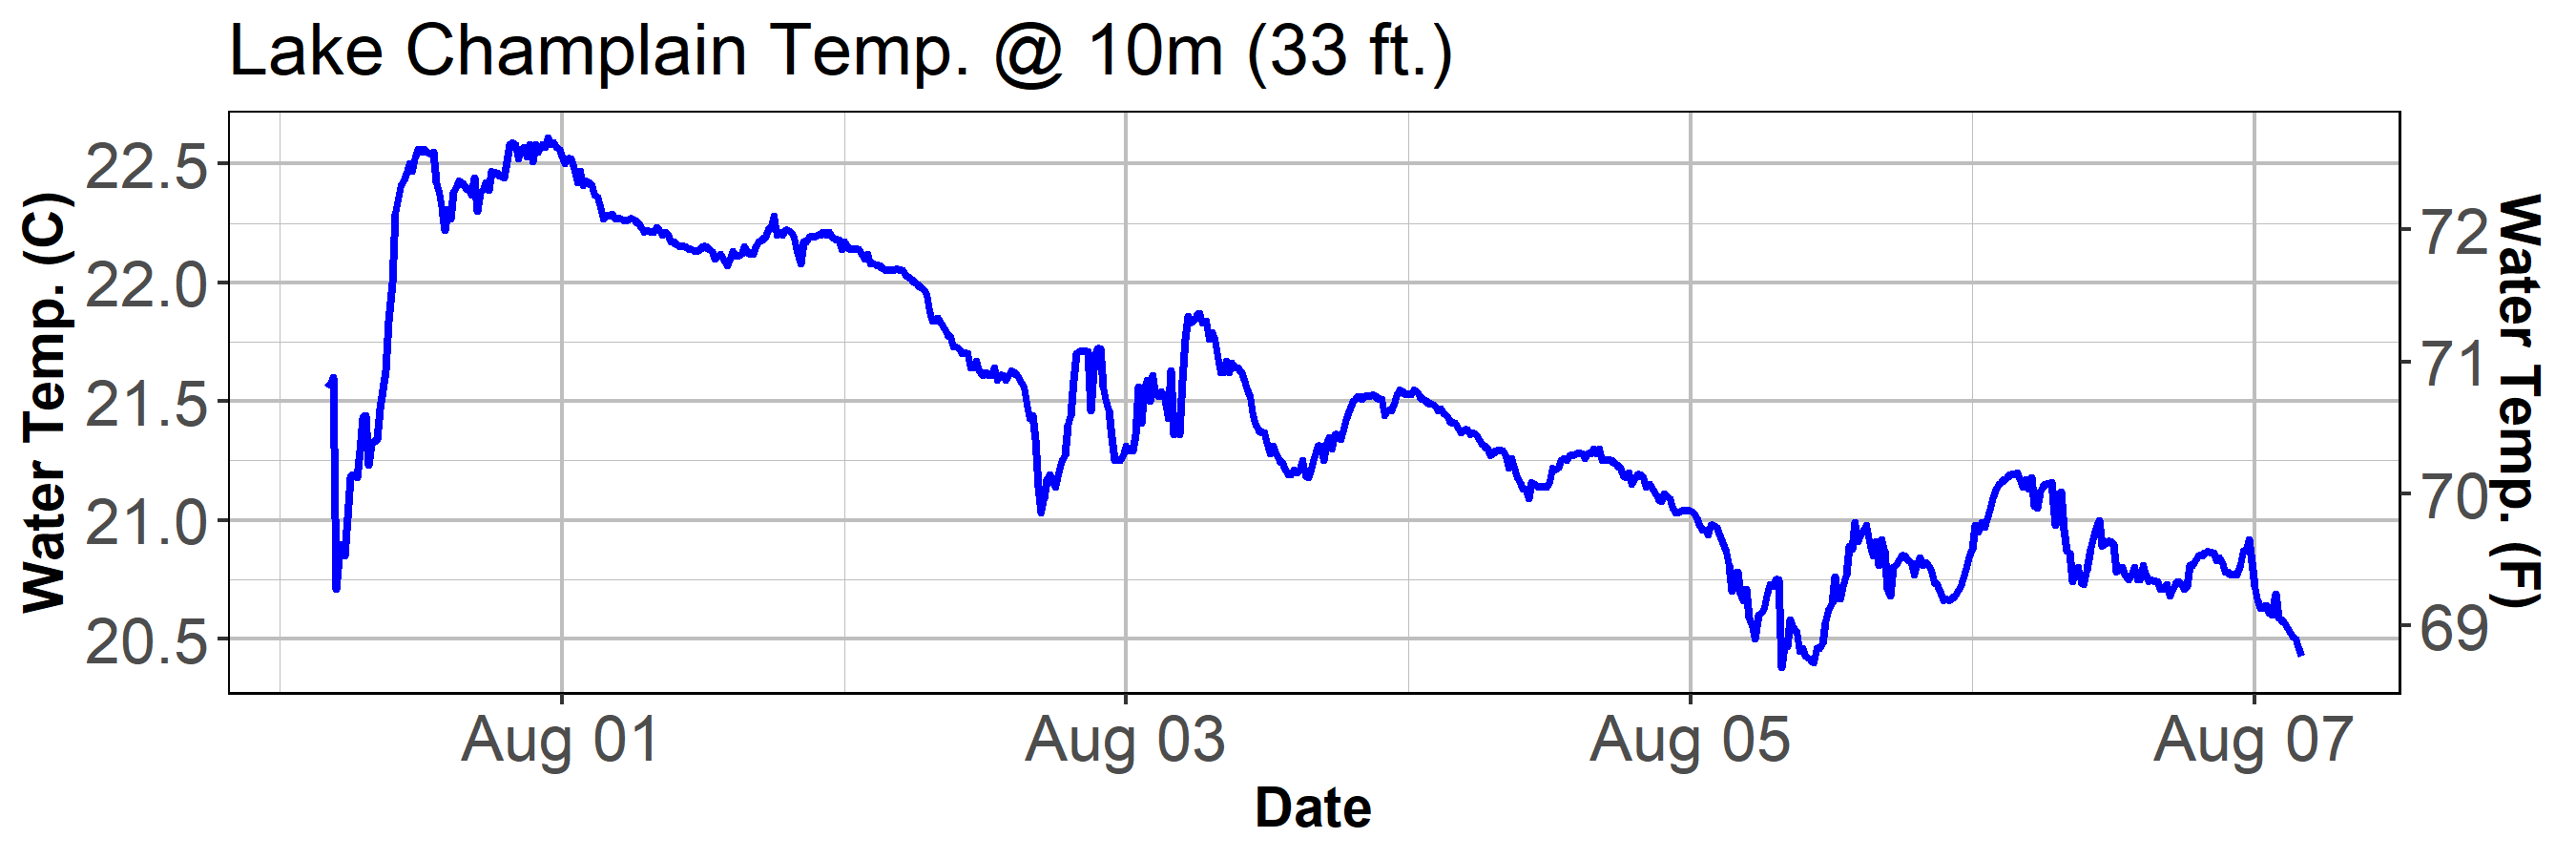 Lake Champlain Temp. @ 10m (33 ft.)
Water Temp. (C)
22.5
22.0
21.5
21.0
20.5
72
71
70
69
Water Temp. (F)
Aug 01 Aug 03 Aug 05 Aug 07
Date